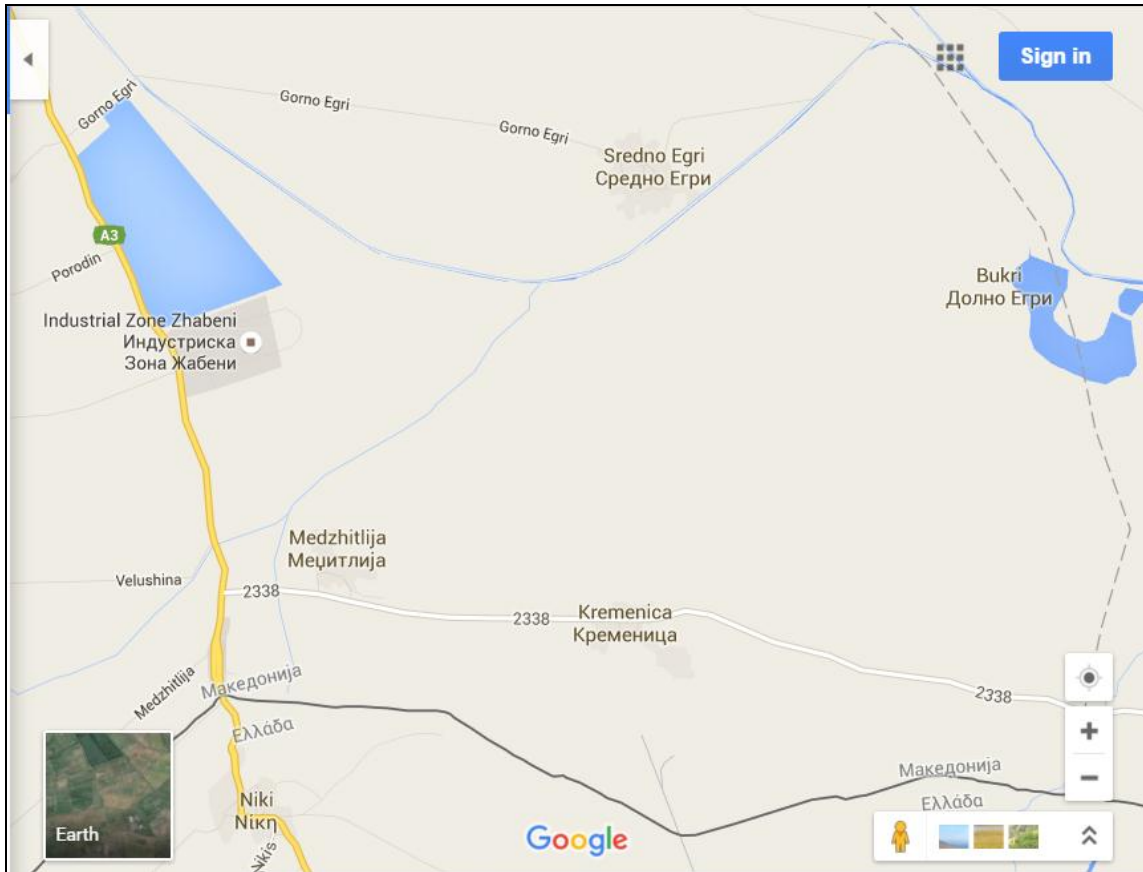 Sign in
Gorno Egri
Gorno Egri
Gorno Egri
Sredno Egri
Средно Егри
A3
Porodin
Bukri
Долно Егри
Industrial Zone Zhabeni
Индустриска
Зона Жабени
Medzhitlija
Меџитлија
Velushina
2338
2338
Kremenica
Кременица
Medzhitlija
Македонија
Ελλάδα
2338
Македонија
Ελλάδα
Niki
Νίκη
Nikis
Earth
Google